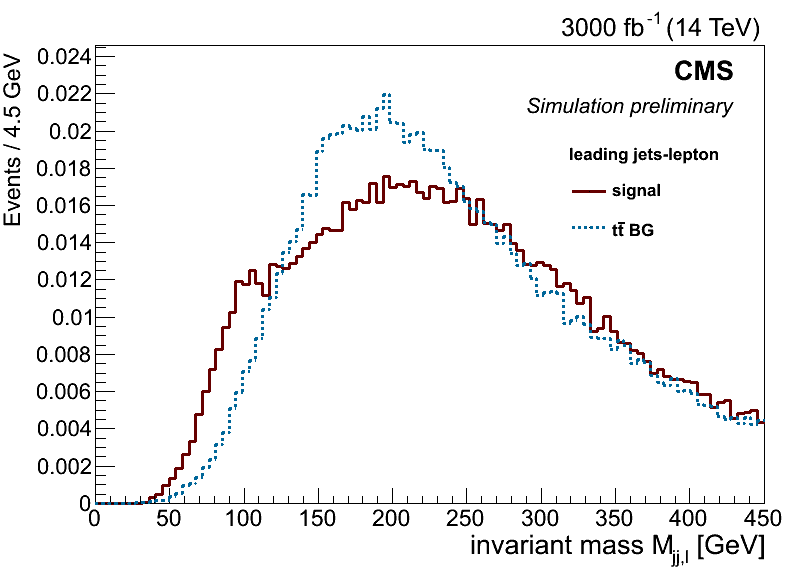 3000 fb⁻¹ (14 TeV)
CMS
Simulation preliminary
leading jets-lepton
signal
tt̄ BG
Events / 4.5 GeV
0.024
0.022
0.02
0.018
0.016
0.014
0.012
0.01
0.008
0.006
0.004
0.002
0
0 50 100 150 200 250 300 350 400 450
invariant mass M_jj,l [GeV]